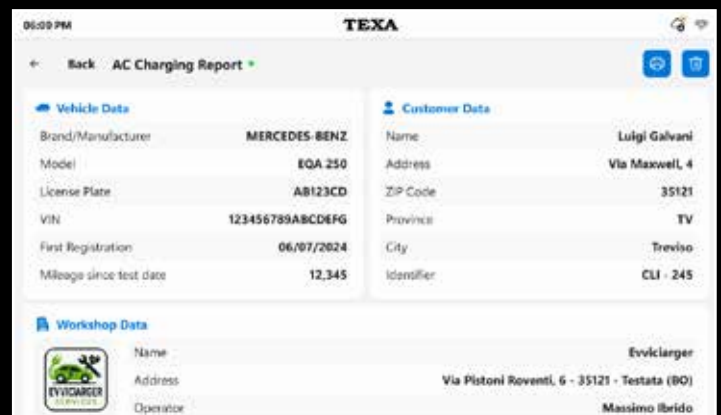 06:09 PM TEXA
← Back AC Charging Report
Vehicle Data
Brand/Manufacturer MERCEDES-BENZ
Model EQA 250
License Plate AB123CD
VIN 123456789ABCDEFG
First Registration 06/07/2024
Mileage since test date 12,345
Customer Data
Name Luigi Galvani
Address Via Maxwell, 4
ZIP Code 35121
Province TV
City Treviso
Identifier CLI - 245
Workshop Data
EVVICIARGER
SERVICES
Name Evviciarger
Address Via Pistoni Roventi, 6 - 35121 - Testata (BO)
Operator Massimo Ibrido